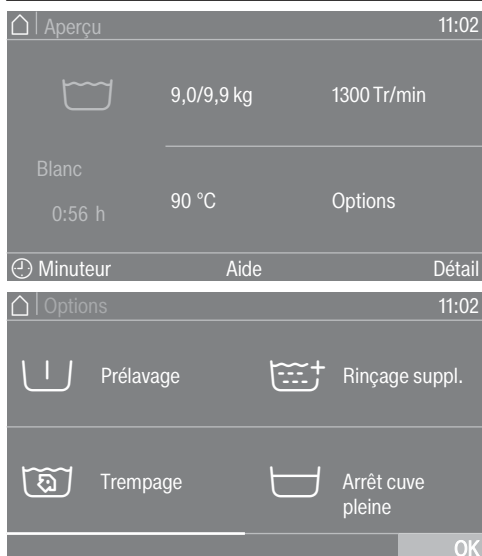 Aperçu 11:02
9,0/9,9 kg 1300 Tr/min
Blanc
0:56 h
90 °C Options
Minuteur Aide Détail
Options 11:02
Prélavage Rinçage suppl.
Trempage Arrêt cuve
pleine
OK